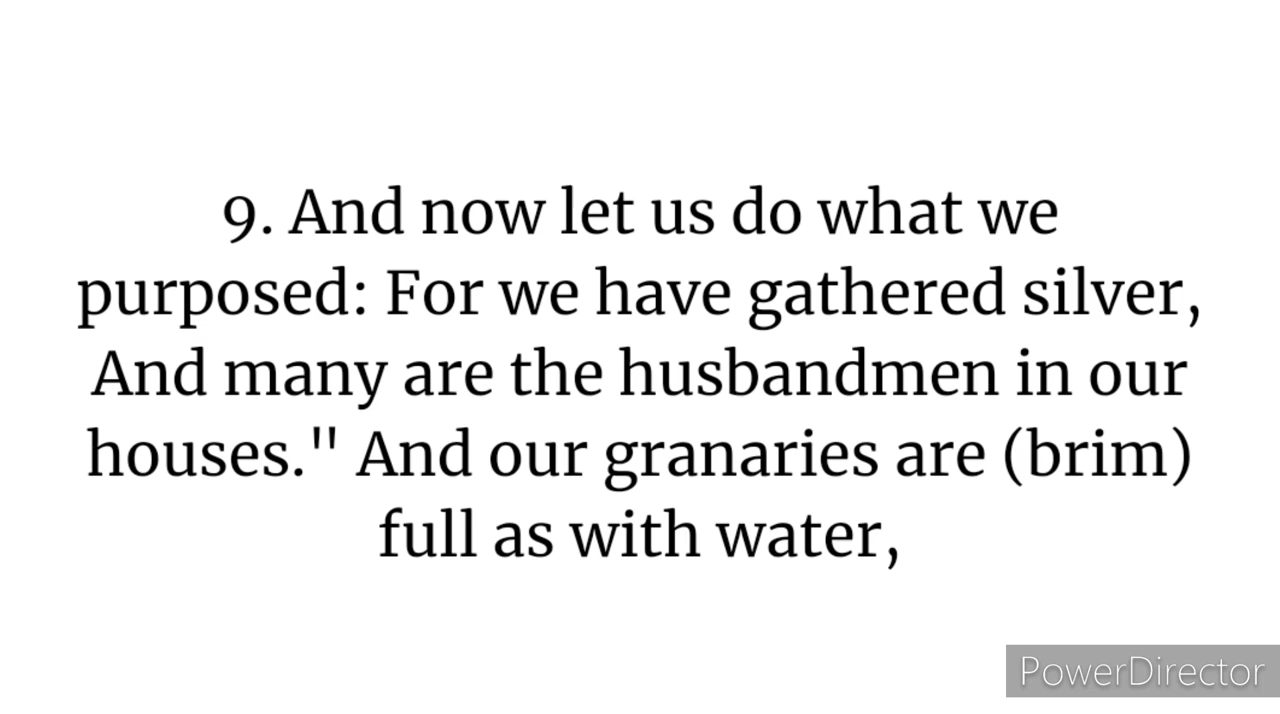 9. And now let us do what we
purposed: For we have gathered silver,
And many are the husbandmen in our
houses." And our granaries are (brim)
full as with water,
PowerDirector